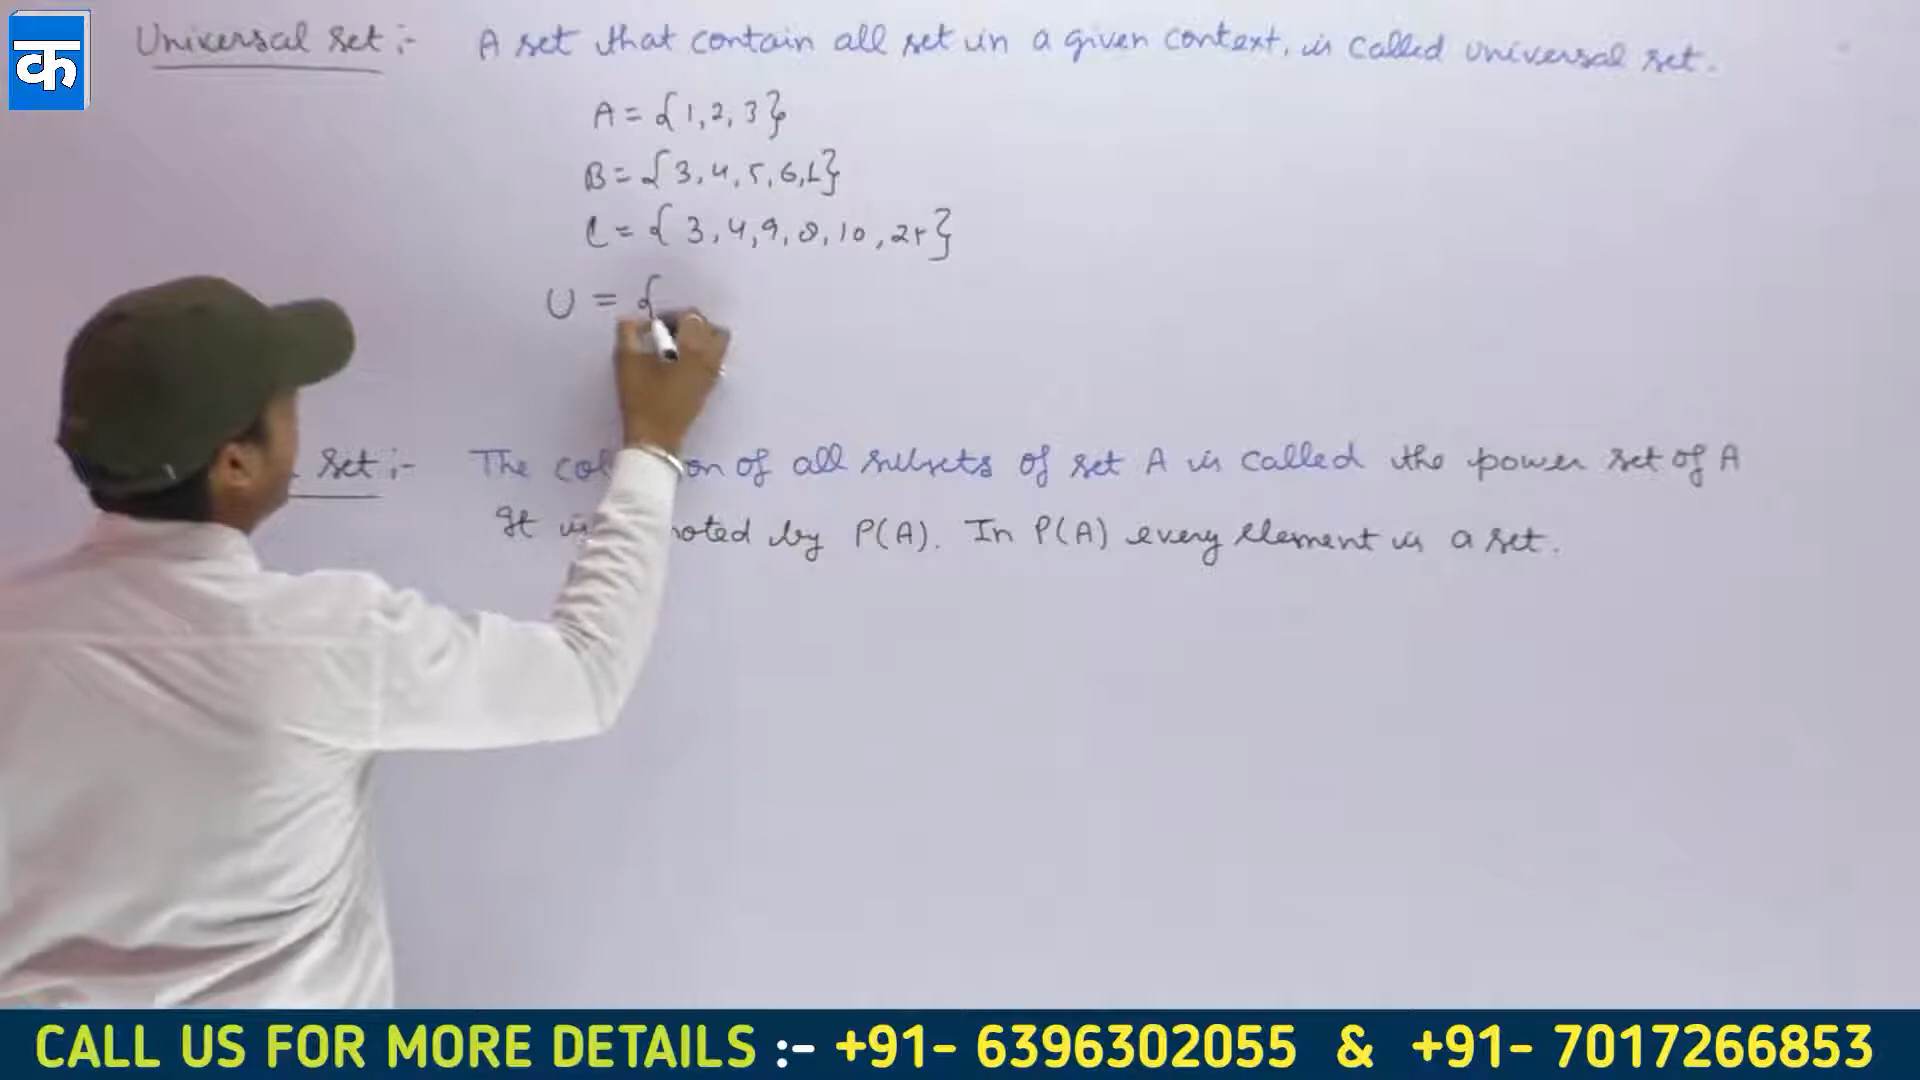 क
Universal set :- A set that contain all set in a given context, is called universal set.
A = {1, 2, 3}
B = {3, 4, 5, 6, 1}
C = { 3, 4, 9, 8, 10, 25}
U = {
set :- The col on of all subsets of set A is called the power set of A
It is noted by P(A). In P(A) every element is a set.
CALL US FOR MORE DETAILS :- +91- 6396302055 & +91- 7017266853